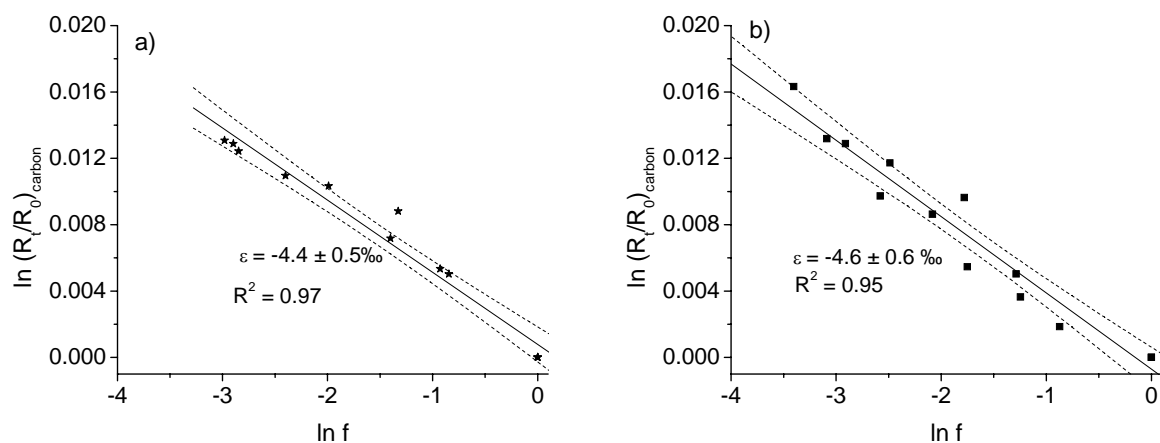 a)
0.020
0.016
0.012
0.008
0.004
0.000
ln (Rt/R0)carbon
ε = -4.4 ± 0.5‰
R² = 0.97
-4 -3 -2 -1 0
ln f
b)
0.020
0.016
0.012
0.008
0.004
0.000
ln (Rt/R0)carbon
ε = -4.6 ± 0.6 ‰
R² = 0.95
-4 -3 -2 -1 0
ln f